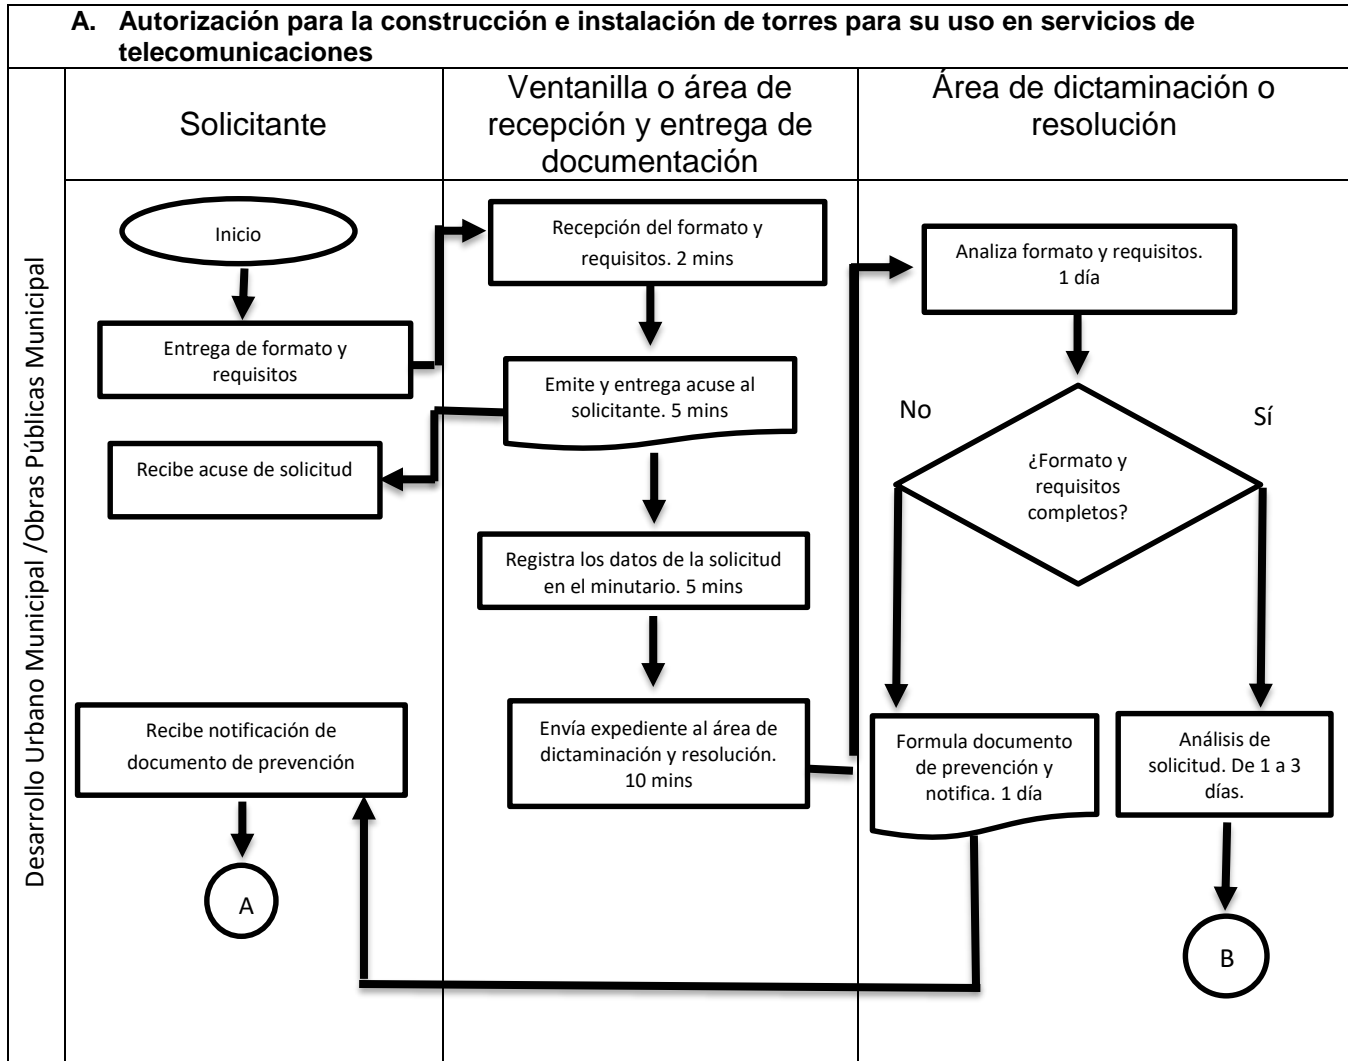 A. Autorización para la construcción e instalación de torres para su uso en servicios de
telecomunicaciones
Desarrollo Urbano Municipal /Obras Públicas Municipal
Solicitante
Ventanilla o área de
recepción y entrega de
documentación
Área de dictaminación o
resolución
Inicio
Entrega de formato y
requisitos
Recibe acuse de solicitud
Recibe notificación de
documento de prevención
A
Recepción del formato y
requisitos. 2 mins
Emite y entrega acuse al
solicitante. 5 mins
Registra los datos de la solicitud
en el minutario. 5 mins
Envía expediente al área de
dictaminación y resolución.
10 mins
Analiza formato y requisitos.
1 día
No
Sí
¿Formato y
requisitos
completos?
Formula documento
de prevención y
notifica. 1 día
Análisis de
solicitud. De 1 a 3
días.
B